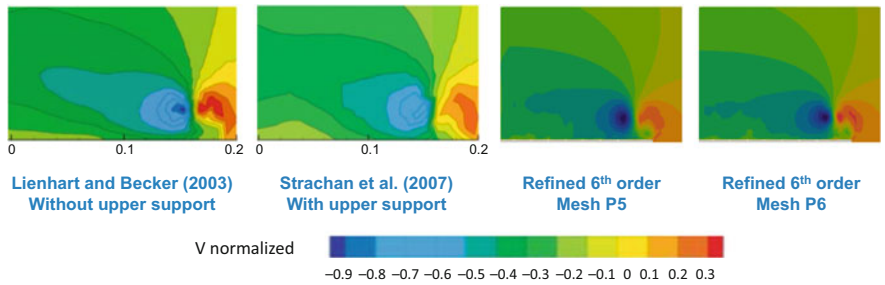 0 0.1 0.2 0 0.1 0.2
Lienhart and Becker (2003) Strachan et al. (2007) Refined 6th order Refined 6th order
Without upper support With upper support Mesh P5 Mesh P6
V normalized
–0.9 –0.8 –0.7 –0.6 –0.5 –0.4 –0.3 –0.2 –0.1 0 0.1 0.2 0.3